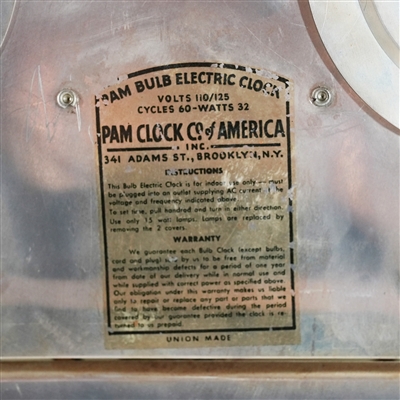 PAM BULB ELECTRIC CLOCK
VOLTS 110/125
CYCLES 60-WATTS 32
PAM CLOCK CO. of AMERICA
INC.
341 ADAMS ST., BROOKLYN, N.Y.
INSTRUCTIONS
This Bulb Electric Clock is for indoor use only — must
be plugged into an outlet supplying AC current of the
voltage and frequency indicated above.
To set time, pull hand rod and turn in either direction.
Use only 15 watt lamps. Lamps are replaced by
removing the 2 covers.
WARRANTY
We guarantee each Bulb Clock (except bulbs,
cord and plug) by us to be free from material
and workmanship defects for a period of one year
from date of our delivery while in normal use and
while supplied with correct power as specified above.
Our obligation under this warranty makes us liable
only to repair or replace any part or parts that we
find to have become defective during the period
covered by our guarantee provided the clock is re-
turned to us prepaid.
UNION MADE